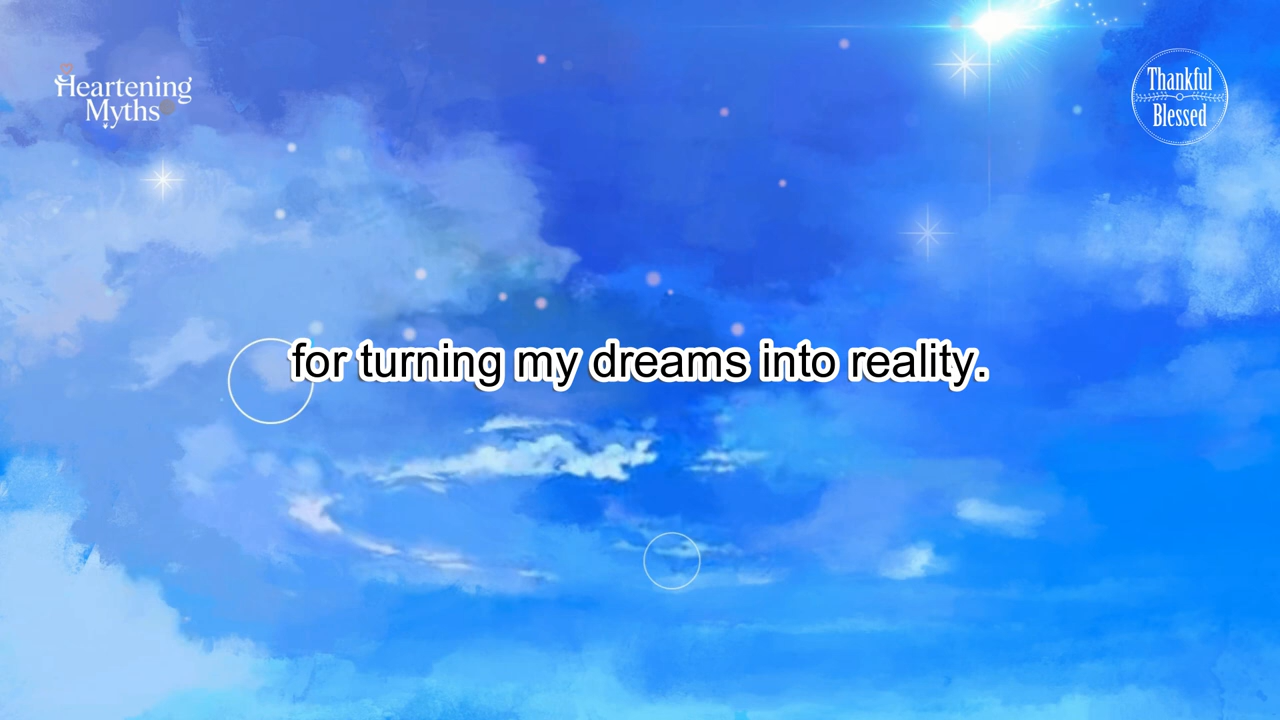 Heartening
Myths
Thankful
Blessed
for turning my dreams into reality.